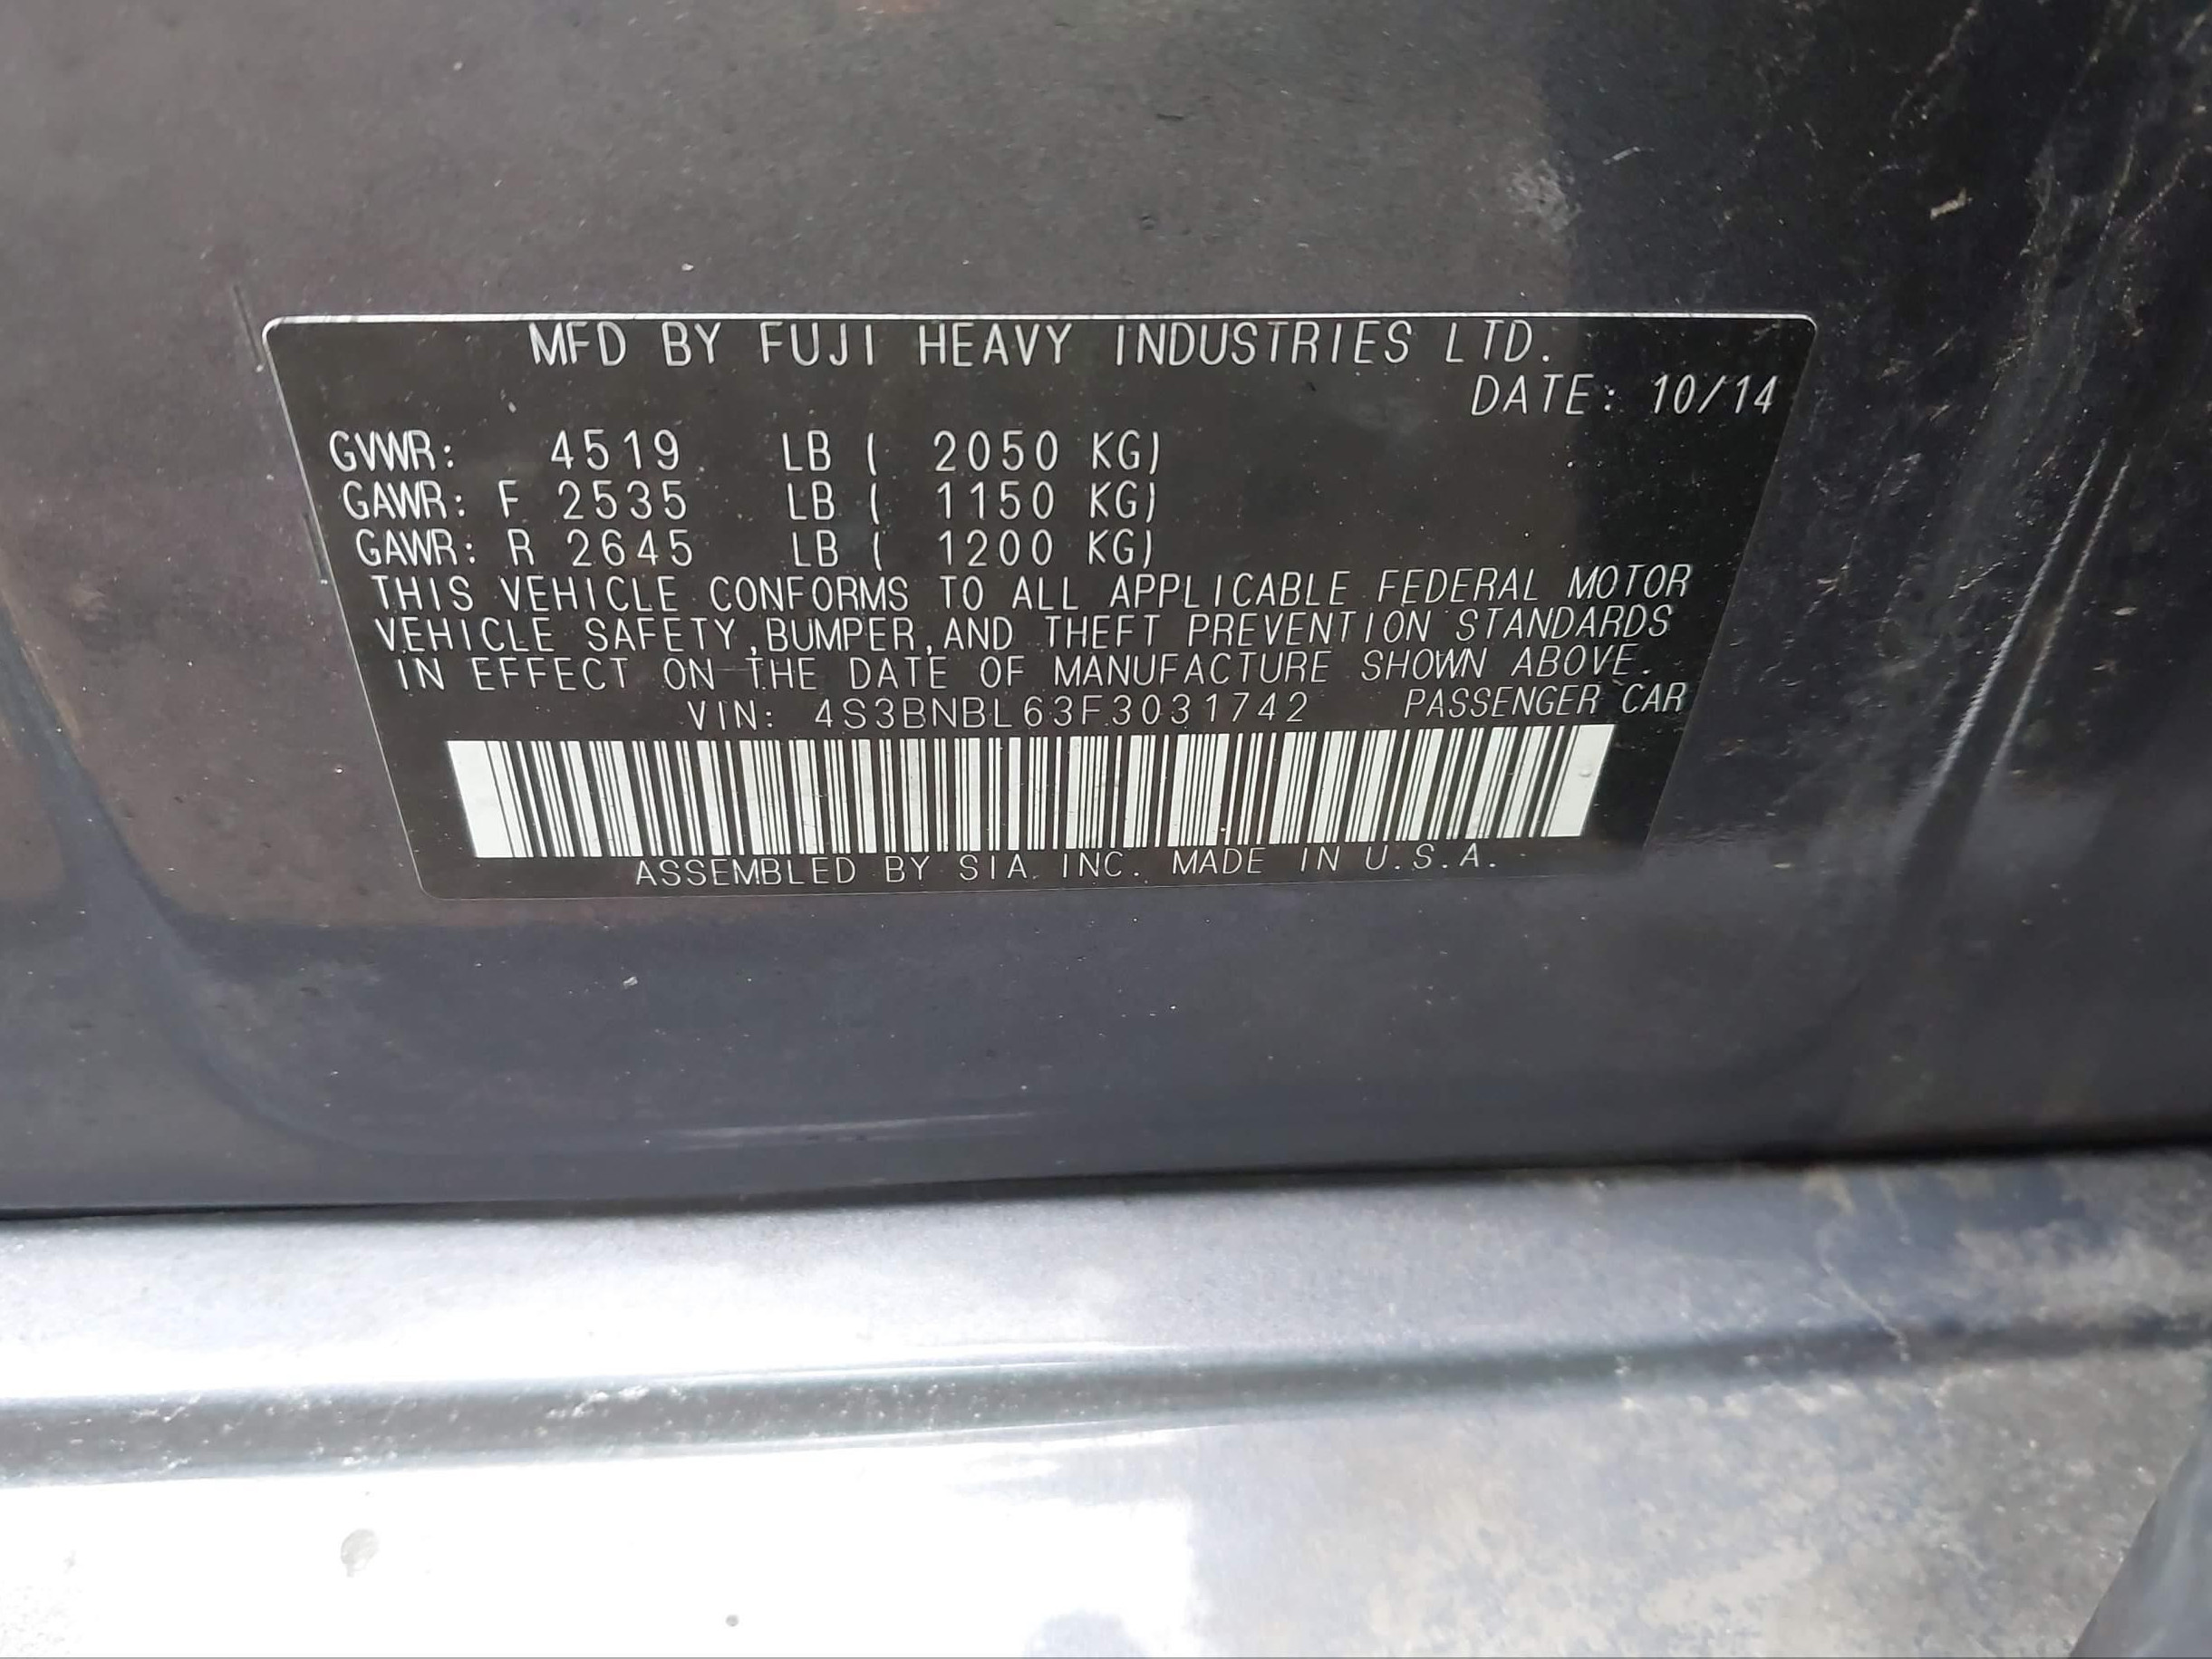 MFD BY FUJI HEAVY INDUSTRIES LTD.
DATE: 10/14
GVWR: 4519 LB ( 2050 KG)
GAWR: F 2535 LB ( 1150 KG)
GAWR: R 2645 LB ( 1200 KG)
THIS VEHICLE CONFORMS TO ALL APPLICABLE FEDERAL MOTOR
VEHICLE SAFETY,BUMPER,AND THEFT PREVENTION STANDARDS
IN EFFECT ON THE DATE OF MANUFACTURE SHOWN ABOVE.
VIN: 4S3BNBL63F3031742 PASSENGER CAR
ASSEMBLED BY SIA INC. MADE IN U.S.A.